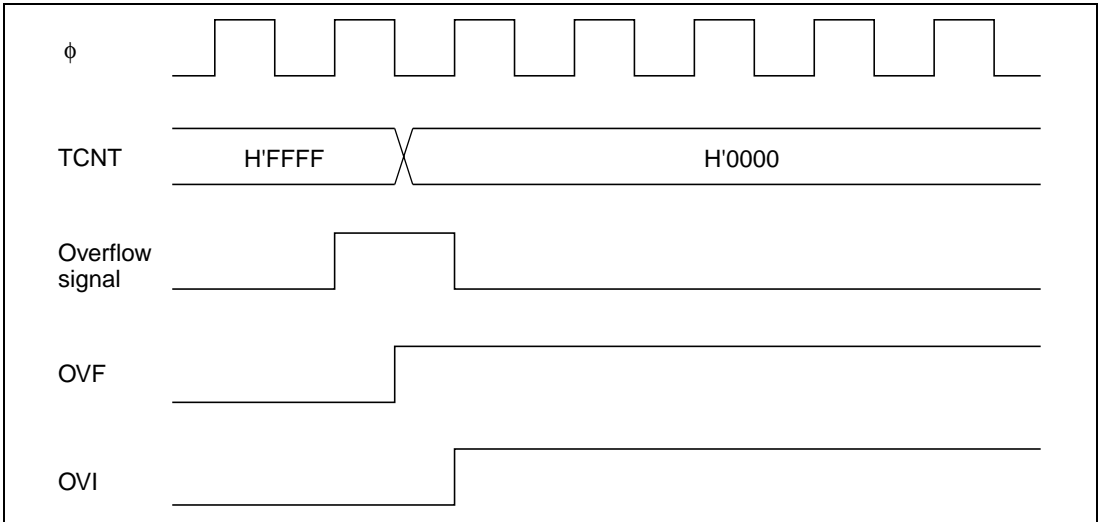 ϕ
TCNT H'FFFF H'0000
Overflow
signal
OVF
OVI